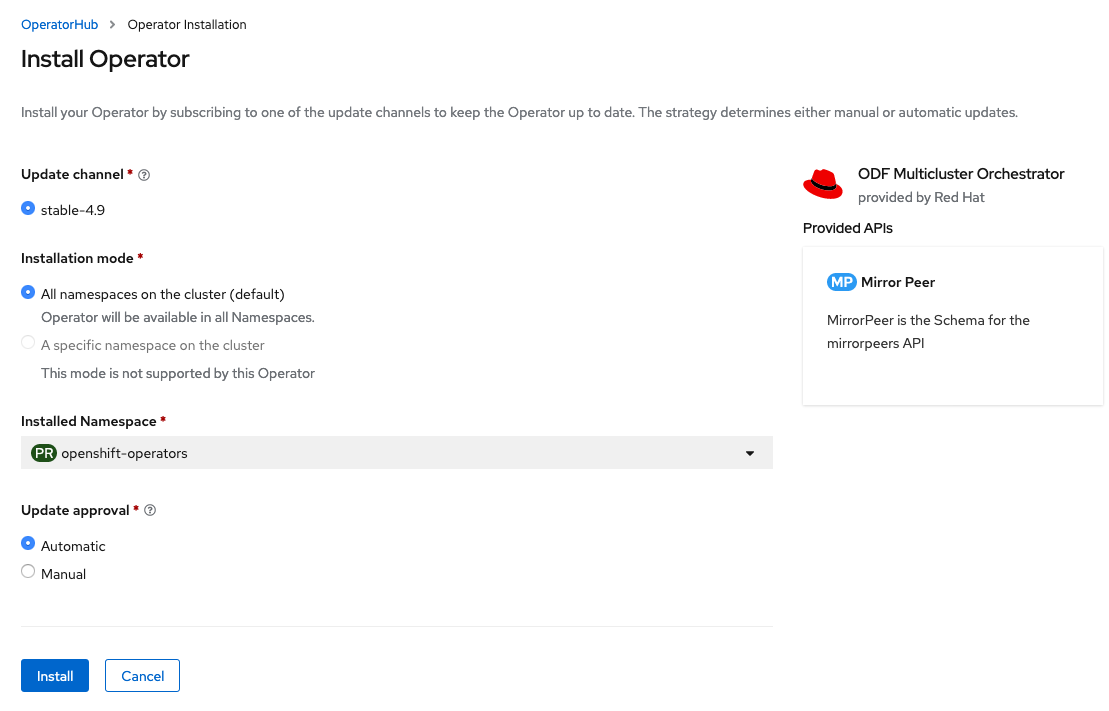 OperatorHub > Operator Installation
Install Operator
Install your Operator by subscribing to one of the update channels to keep the Operator up to date. The strategy determines either manual or automatic updates.
Update channel *
stable-4.9
Installation mode *
All namespaces on the cluster (default)
Operator will be available in all Namespaces.
A specific namespace on the cluster
This mode is not supported by this Operator
Installed Namespace *
PR openshift-operators
Update approval *
Automatic
Manual
Install Cancel
ODF Multicluster Orchestrator
provided by Red Hat
Provided APIs
MP Mirror Peer
MirrorPeer is the Schema for the
mirrorpeers API